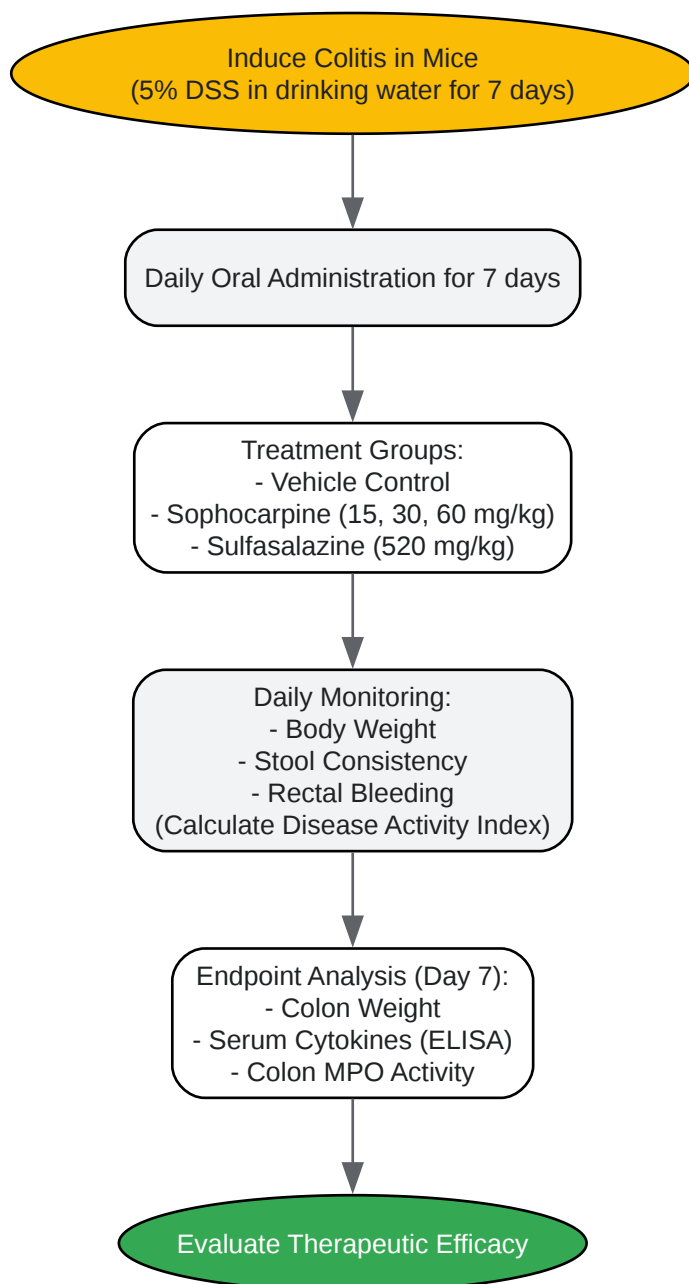 Induce Colitis in Mice
(5% DSS in drinking water for 7 days)
Daily Oral Administration for 7 days
Treatment Groups:
- Vehicle Control
- Sophocarpine (15, 30, 60 mg/kg)
- Sulfasalazine (520 mg/kg)
Daily Monitoring:
- Body Weight
- Stool Consistency
- Rectal Bleeding
(Calculate Disease Activity Index)
Endpoint Analysis (Day 7):
- Colon Weight
- Serum Cytokines (ELISA)
- Colon MPO Activity
Evaluate Therapeutic Efficacy